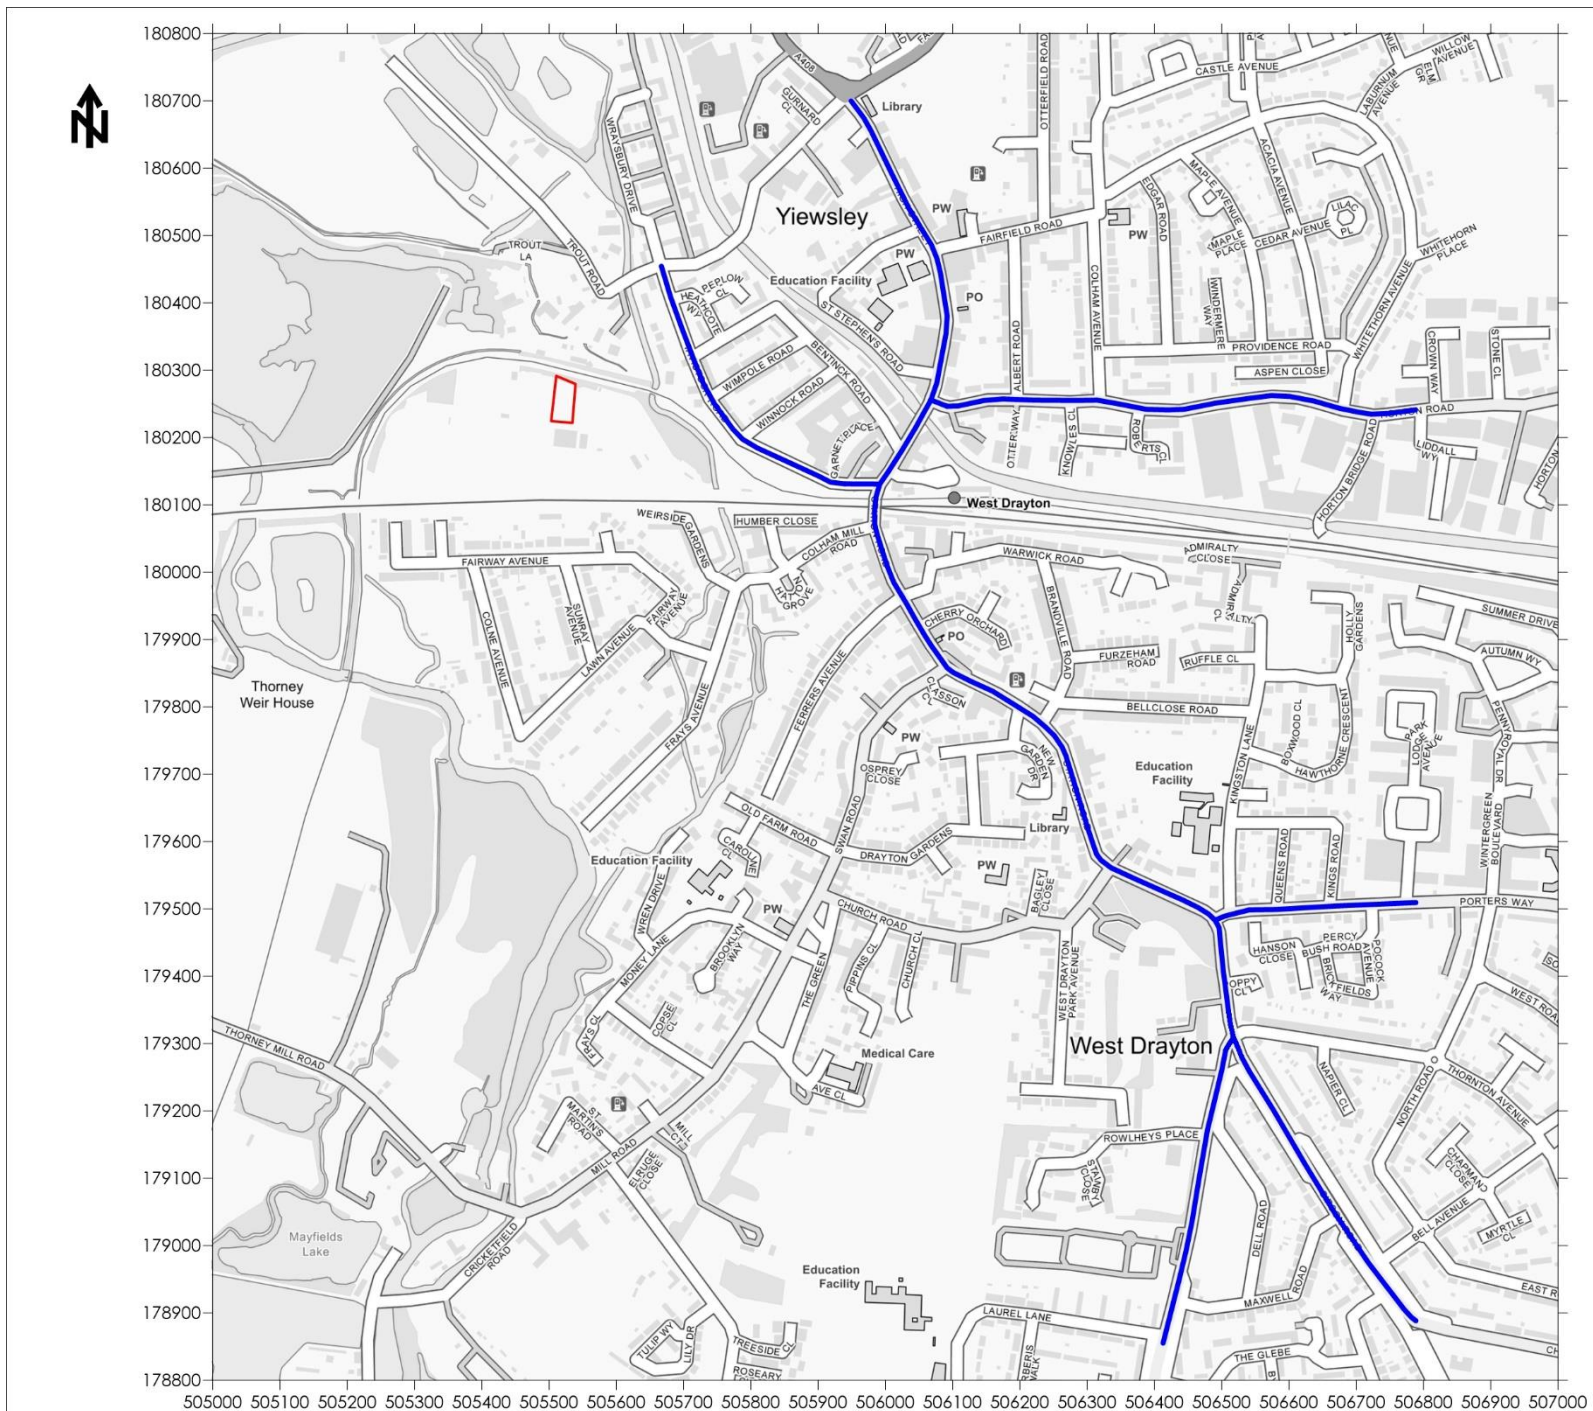 180800
180700
180600
180500
180400
180300
180200
180100
180000
179900
179800
179700
179600
179500
179400
179300
179200
179100
179000
178900
178800
505000 505100 505200 505300 505400 505500 505600 505700 505800 505900 506000 506100 506200 506300 506400 506500 506600 506700 506800 506900 507000
N
A408
GURNARD
CL
Library
OTTERFIELD ROAD
CASTLE AVENUE
LABURNUM
AVENUE
ELM
GR
WILLOW
AVENUE
WRAYSBURY DRIVE
Yiewsley
PW
FAIRFIELD ROAD
PW
EDGAR ROAD
MAPLE AVENUE
MAPLE
PLACE
ACACIA AVENUE
CEDAR AVENUE
LILAC
PL
WHITEHORN
PLACE
WHITETHORN AVENUE
TROUT
LA
TROUT ROAD
PEPLOW
CL
HEATHCOTE
WY
Education Facility
PW
PO
ST STEPHEN'S ROAD
COLHAM AVENUE
ALBERT ROAD
WINDERMERE
WAY
PROVIDENCE ROAD
ASPEN CLOSE
CROWN WAY
STONE CL
WIMPOLE ROAD
BENTINCK ROAD
WINNOCK ROAD
GARNET PLACE
OTTER WAY
KNOWLES CL
ROBERTS
CL
HORTON ROAD
HORTON BRIDGE ROAD
LIDDALL
WY
HORTON
West Drayton
WEIRSIDE
GARDENS
HUMBER CLOSE
COLHAM MILL
ROAD
FAIRWAY AVENUE
COLNE AVENUE
SUNRAY
AVENUE
LAWN AVENUE
FAIRWAY
AVENUE
FRAYS AVENUE
GROVE
WARWICK ROAD
ADMIRALTY
CLOSE
ADMIRALTY
CL
BRANDVILLE
ROAD
CHERRY ORCHARD
PO
FURZEHAM
ROAD
RUFFLE CL
HOLLY
GARDENS
SUMMER DRIVE
AUTUMN WY
Thorney
Weir House
FERRERS AVENUE
CLASSON
CL
BELLCLOSE ROAD
KINGSTON LANE
BOXWOOD CL
HAWTHORNE CRESCENT
PARK
LODGE
AVENUE
PENNYROYAL DR
PW
OSPREY
CLOSE
NEW
GARDEN
DR
Education
Facility
OLD FARM ROAD
SWAN ROAD
DRAYTON GARDENS
Library
PW
CAROLINE
CL
Education Facility
WREN DRIVE
PW
BAGLEY
CLOSE
CHURCH ROAD
QUEENS ROAD
KINGS ROAD
WINTERGREEN
BOULEVARD
PORTERS WAY
MONEY LANE
BROOKLYN
WAY
THE GREEN
PIPPINS CL
CHURCH CL
WEST DRAYTON
PARK AVENUE
HANSON
CLOSE
PERCY
BUSH ROAD
BRICKFIELDS
WAY
POCOCK
AVENUE
OPPY
CL
WEST ROAD
FRAYS CL
COPSE
CL
THORNEY MILL ROAD
Medical Care
AVE CL
West Drayton
NAPIER CL
NORTH ROAD
THORNTON AVENUE
ST.
MARTIN'S
ROAD
MILL
CT
MILL ROAD
ELRUGE
CLOSE
ROWLHEYS PLACE
STAINBY
CLOSE
CHAPMAN
CLOSE
MYRTLE
CL
BELL AVENUE
DELL ROAD
Mayfields
Lake
CRICKETFIELD
ROAD
Education
Facility
MAXWELL ROAD
EAST R
LAUREL LANE
TULIP WY
LILY DR
TREESIDE CL
ROSEARY
THE GLEBE
CH